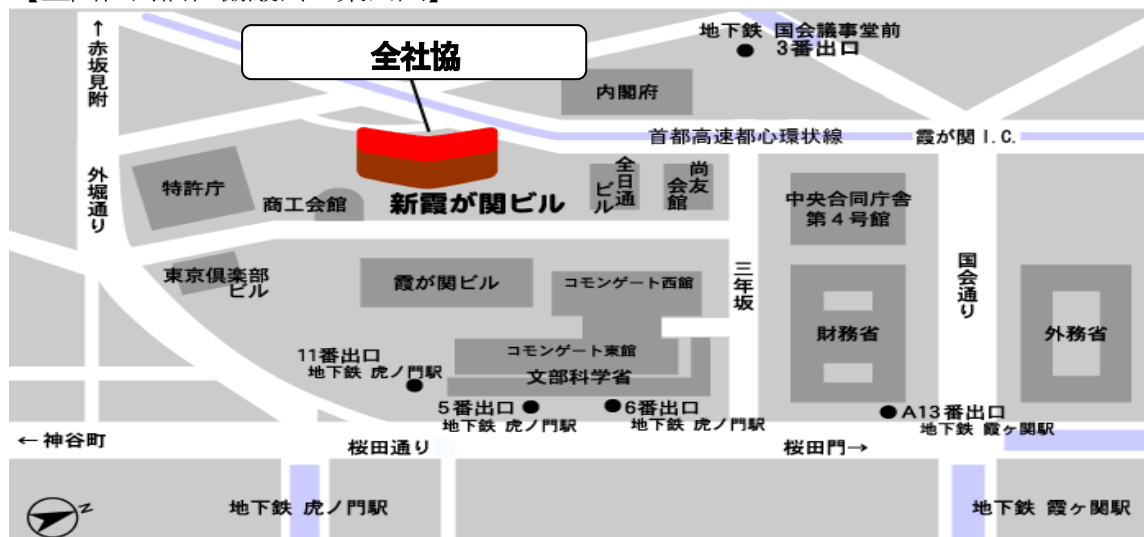 ↑赤坂見附
外堀通り
全社協
地下鉄 国会議事堂前
3番出口
内閣府
首都高速都心環状線
霞が関I.C.
特許庁
商工会館
新霞が関ビル
全日通
ビル
尚友
会館
中央合同庁舎
第4号館
東京倶楽部
ビル
霞が関ビル
コモンゲート西館
三年坂
国会通り
コモンゲート東館
文部科学省
財務省
外務省
11番出口
地下鉄 虎ノ門駅
5番出口
地下鉄 虎ノ門駅
6番出口
地下鉄 虎ノ門駅
A13番出口
地下鉄 霞ヶ関駅
←神谷町
桜田通り
桜田門→
地下鉄 虎ノ門駅
地下鉄 霞ヶ関駅
N